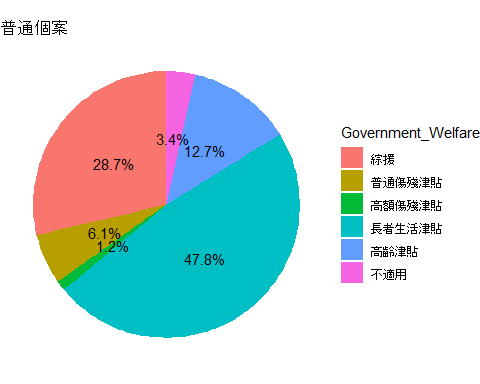 普通個案
3.4%
12.7%
28.7%
6.1%
1.2%
47.8%
Government_Welfare
綜援
普通傷殘津貼
高額傷殘津貼
長者生活津貼
高齡津貼
不適用